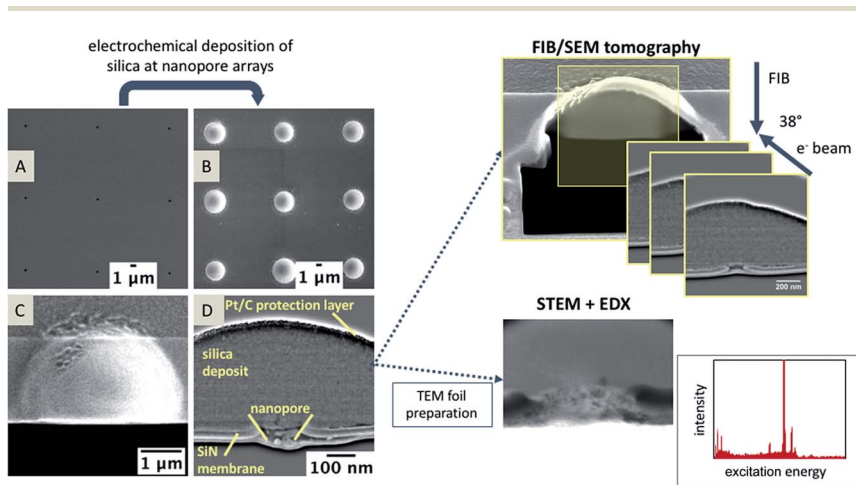 electrochemical deposition of
silica at nanopore arrays
A
1 μm
B
1 μm
C
1 μm
D
Pt/C protection layer
silica
deposit
nanopore
SiN
membrane
100 nm
FIB/SEM tomography
FIB
38°
e⁻ beam
200 nm
TEM foil
preparation
STEM + EDX
intensity
excitation energy